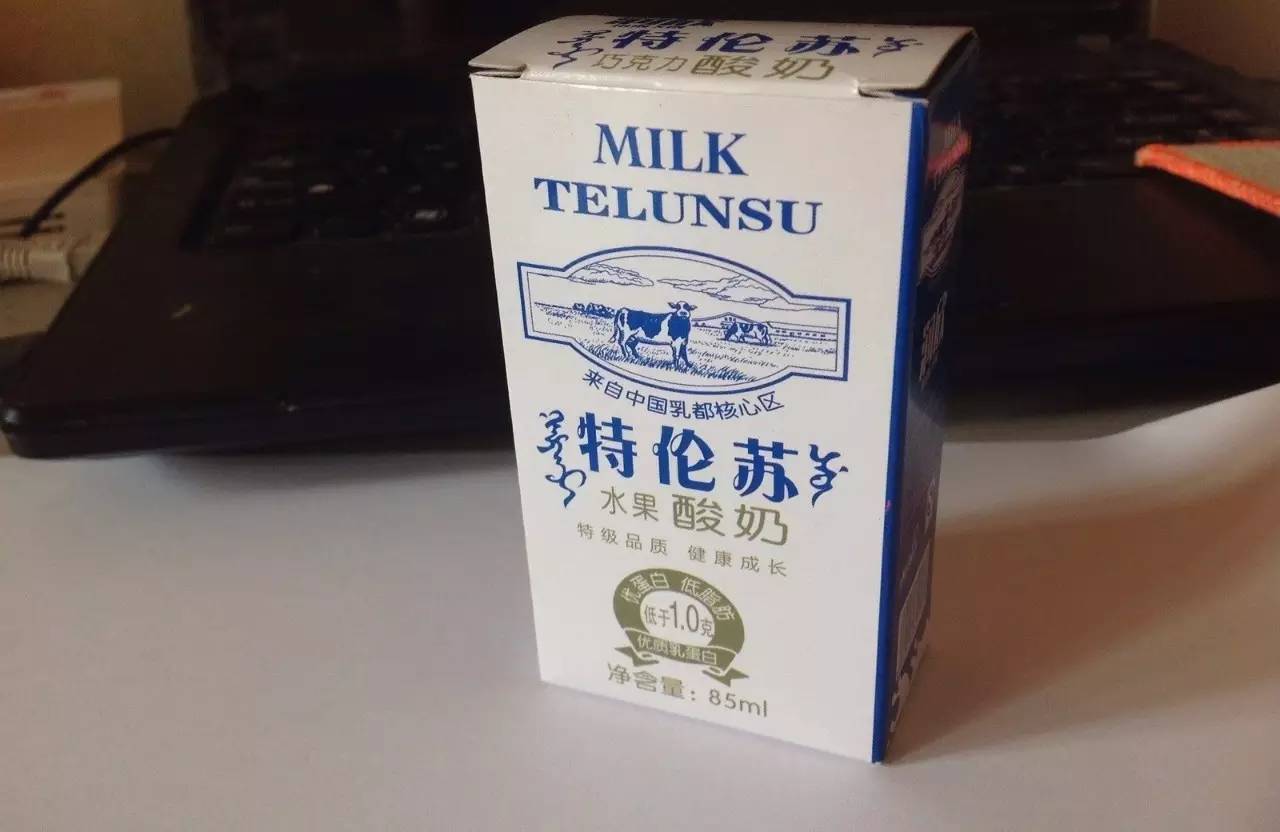 特伦苏
巧克力酸奶
MILK
TELUNSU
来自中国乳都核心区
特伦苏
水果酸奶
特级品质 健康成长
优蛋白 低脂肪
低于1.0克
优质乳蛋白
净含量：85ml